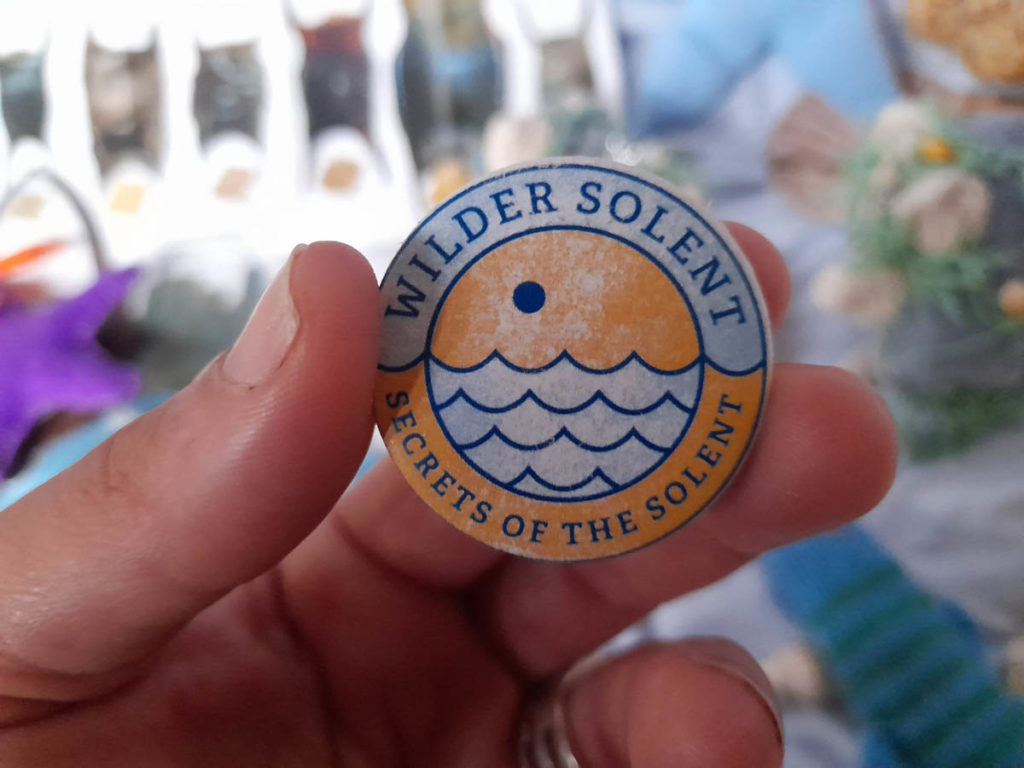 WILDER SOLENT
SECRETS OF THE SOLENT